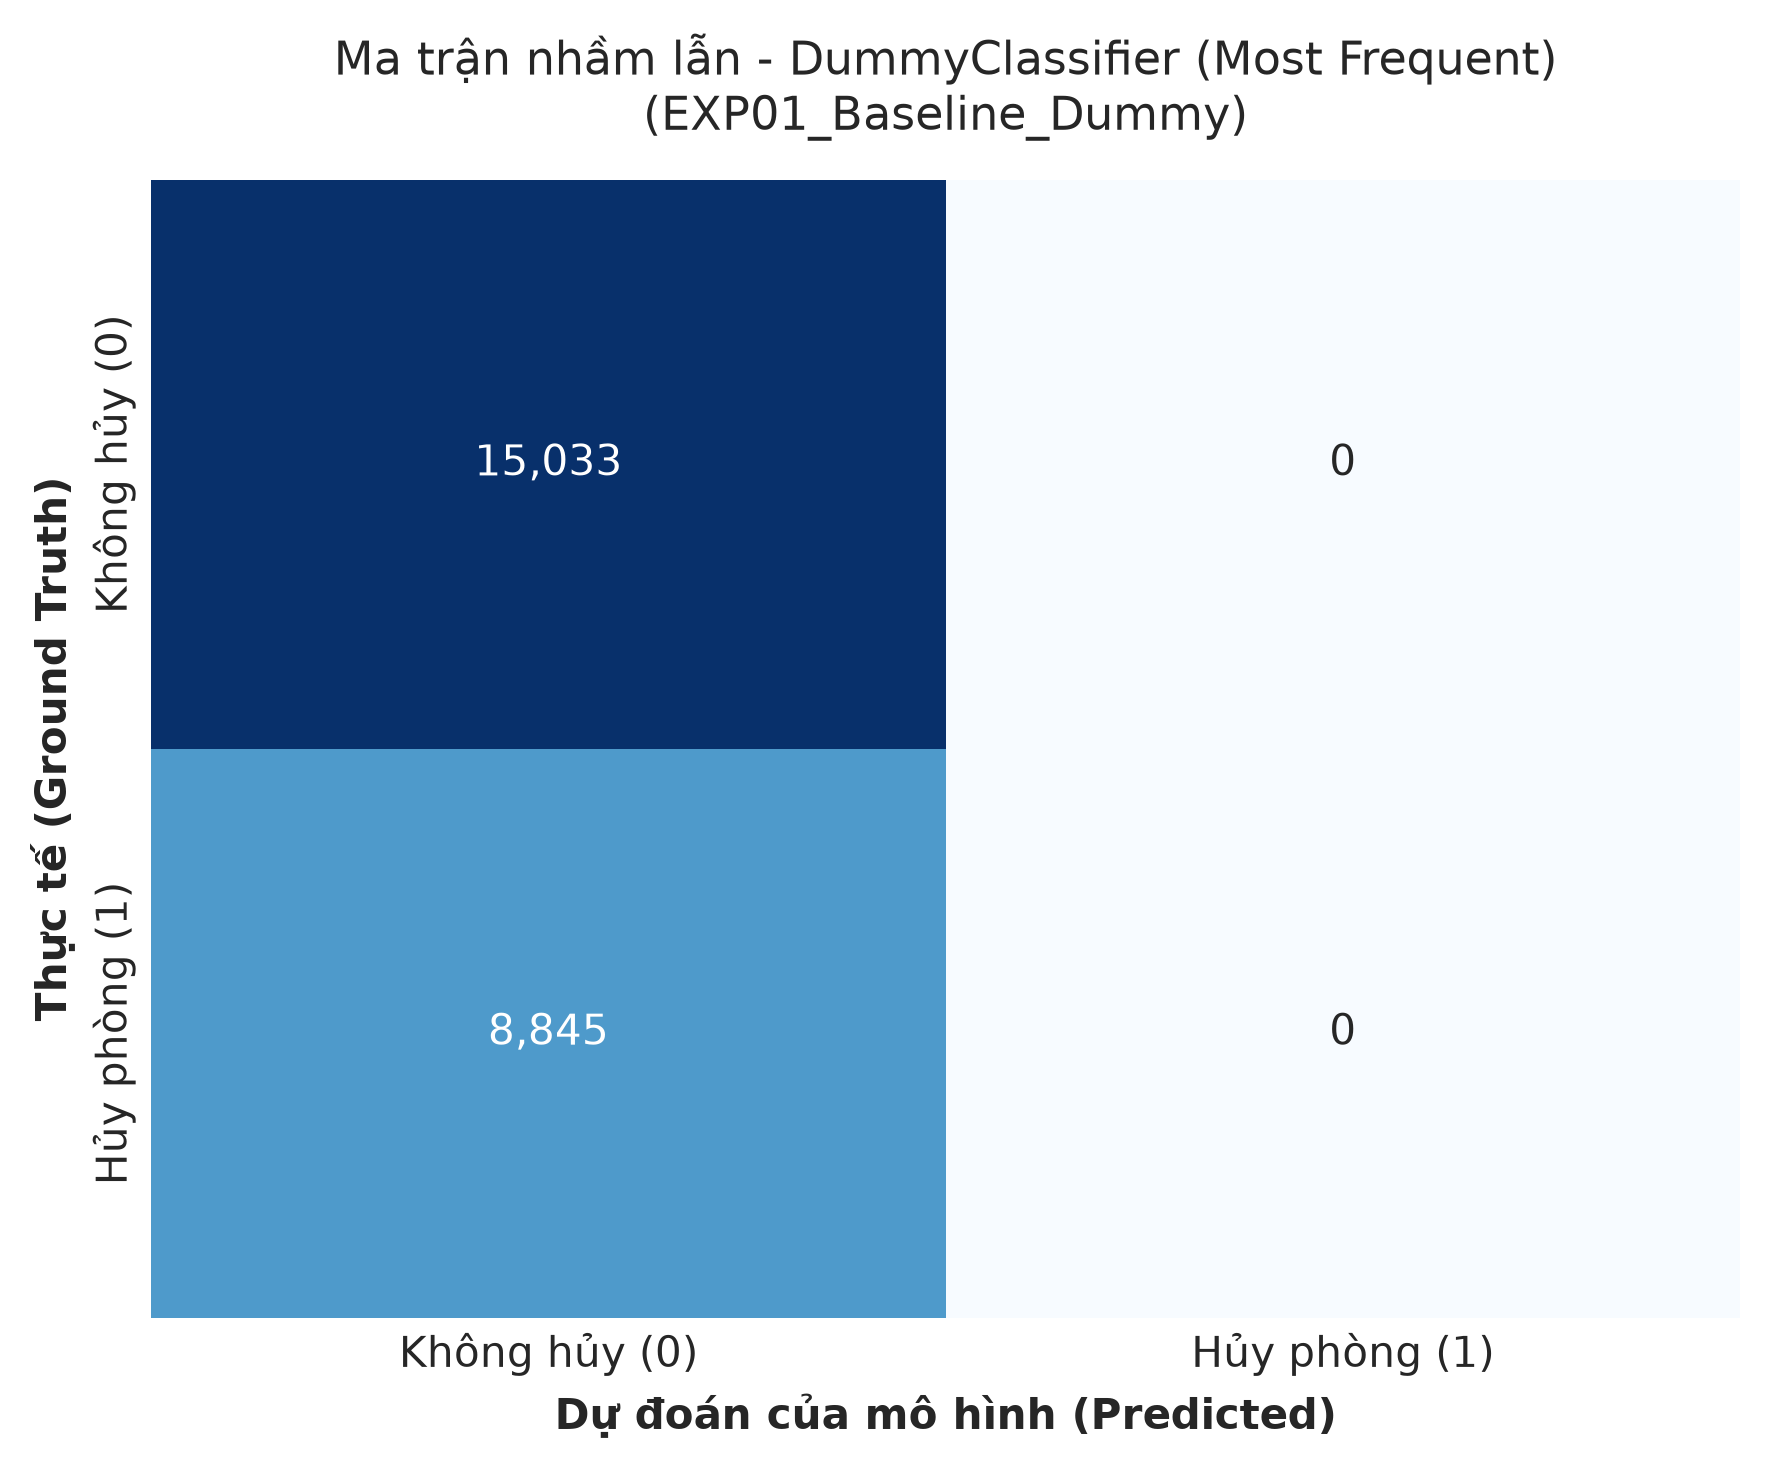 Ma trận nhầm lẫn - DummyClassifier (Most Frequent)
(EXP01_Baseline_Dummy)
Thực tế (Ground Truth)
Không hủy (0)
15,033
0
Hủy phòng (1)
8,845
0
Không hủy (0)
Hủy phòng (1)
Dự đoán của mô hình (Predicted)